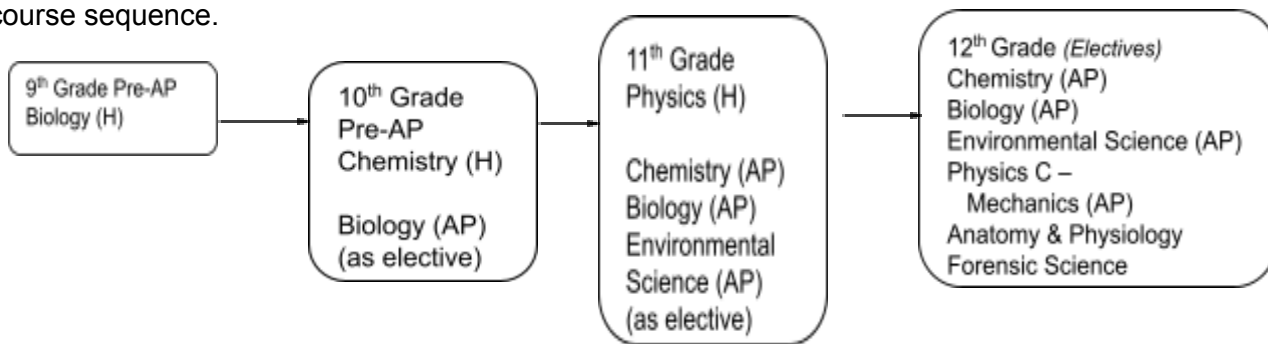 course sequence.
9th Grade Pre-AP
Biology (H)
10th Grade
Pre-AP
Chemistry (H)
Biology (AP)
(as elective)
11th Grade
Physics (H)
Chemistry (AP)
Biology (AP)
Environmental
Science (AP)
(as elective)
12th Grade (Electives)
Chemistry (AP)
Biology (AP)
Environmental Science (AP)
Physics C –
Mechanics (AP)
Anatomy & Physiology
Forensic Science